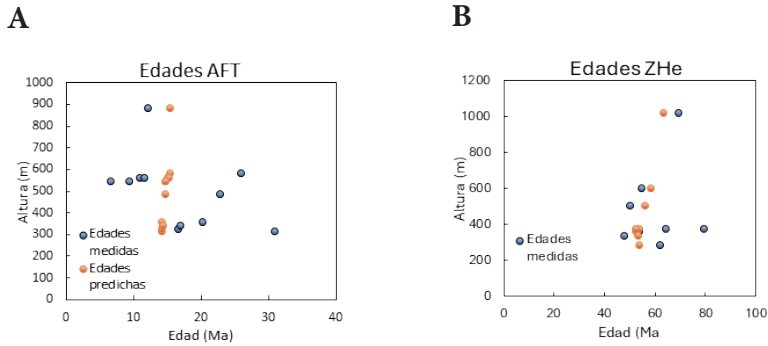 A
Edades AFT
1000
900
800
700
600
500
400
300
200
100
0
Altura (m)
Edades
medidas
Edades
predichas
0 10 20 30 40
Edad (Ma)
B
Edades ZHe
1200
1000
800
600
400
200
0
Altura (m)
Edades
medidas
0 20 40 60 80 100
Edad (Ma